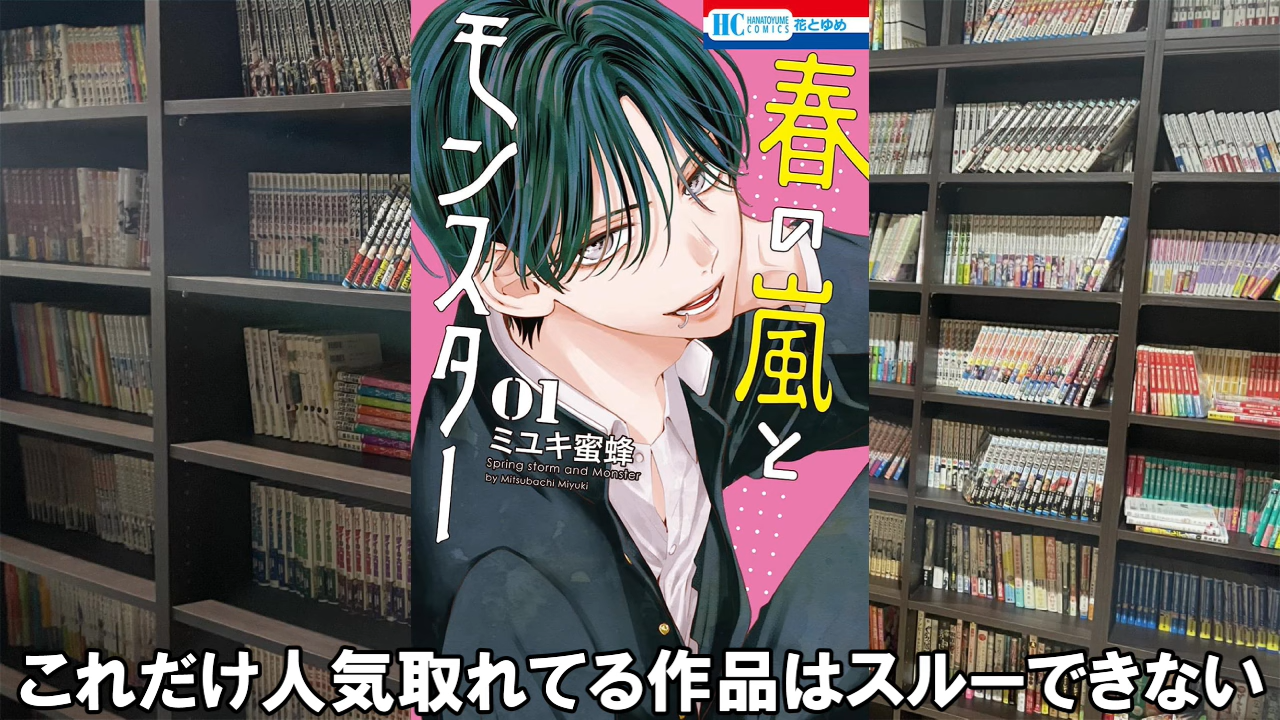 HC HANATOYUME COMICS 花とゆめ
春の嵐と
モンスター
01
ミユキ蜜蜂
Spring storm and Monster
by Mitsubachi Miyuki
これだけ人気取れてる作品はスルーできない